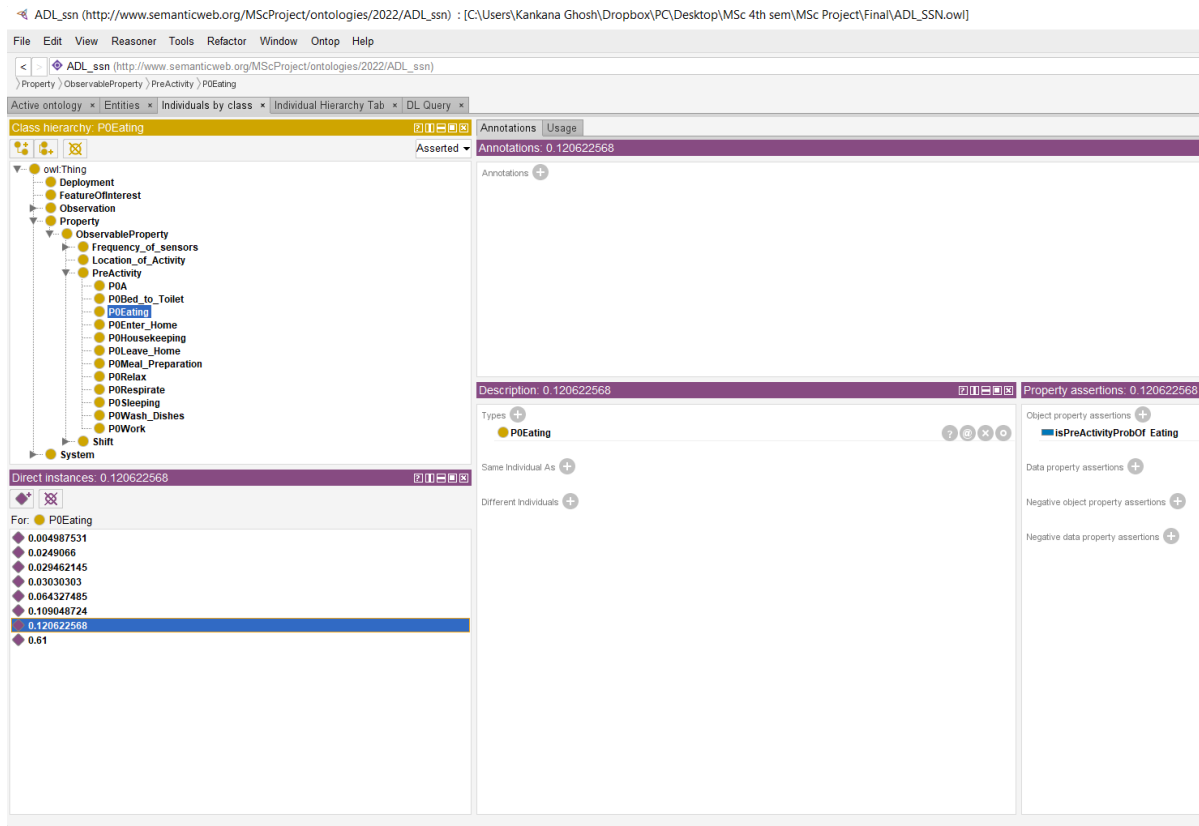 ADL_ssn (http://www.semanticweb.org/MScProject/ontologies/2022/ADL_ssn) : [C:\Users\Kankana Ghosh\Dropbox\PC\Desktop\MSc 4th sem\MSc Project\Final\ADL_SSN.owl]
File Edit View Reasoner Tools Refactor Window Ontop Help
< > ADL_ssn (http://www.semanticweb.org/MScProject/ontologies/2022/ADL_ssn)
Property ObservableProperty PreActivity P0Eating
Active ontology × Entities × Individuals by class × Individual Hierarchy Tab × DL Query ×
Class hierarchy: P0Eating
Asserted
owl:Thing
Deployment
FeatureOfInterest
Observation
Property
ObservableProperty
Frequency_of_sensors
Location_of_Activity
PreActivity
P0A
P0Bed_to_Toilet
P0Eating
P0Enter_Home
P0Housekeeping
P0Leave_Home
P0Meal_Preparation
P0Relax
P0Respirate
P0Sleeping
P0Wash_Dishes
P0Work
Shift
System
Direct instances: 0.120622568
For: P0Eating
0.004987531
0.0249066
0.029462145
0.03030303
0.064327485
0.109048724
0.120622568
0.61
Annotations Usage
Annotations: 0.120622568
Annotations
Description: 0.120622568
Types
P0Eating
Same Individual As
Different Individuals
Property assertions: 0.120622568
Object property assertions
isPreActivityProbOf Eating
Data property assertions
Negative object property assertions
Negative data property assertions